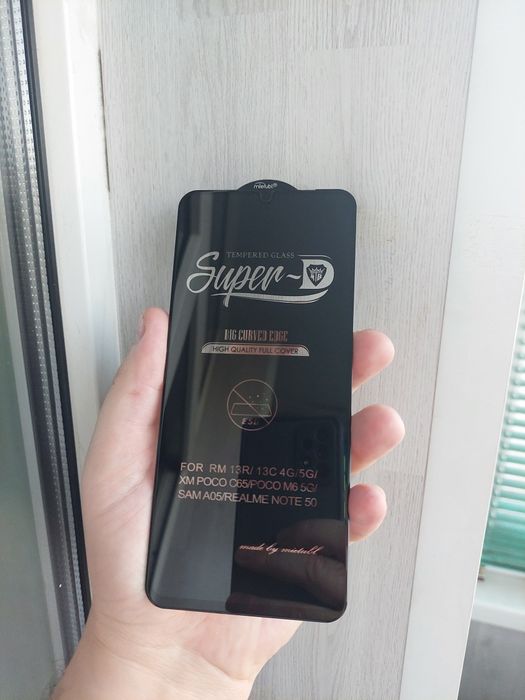 mietubl®
TEMPERED GLASS
Super-D
BIG CURVED EDGE
HIGH QUALITY FULL COVER
ESD
FOR RM 13R/ 13C 4G/5G/
XM POCO C65/POCO M6 5G/
SAM A05/REALME NOTE 50
made by mietubl